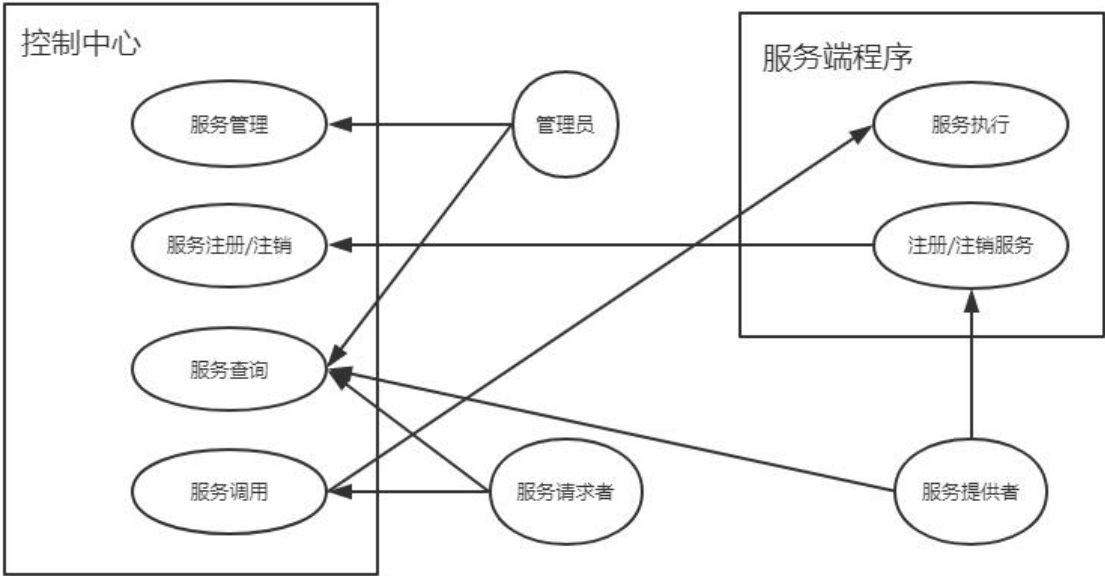 控制中心
服务端程序
服务管理
管理员
服务执行
服务注册/注销
注册/注销服务
服务查询
服务调用
服务请求者
服务提供者